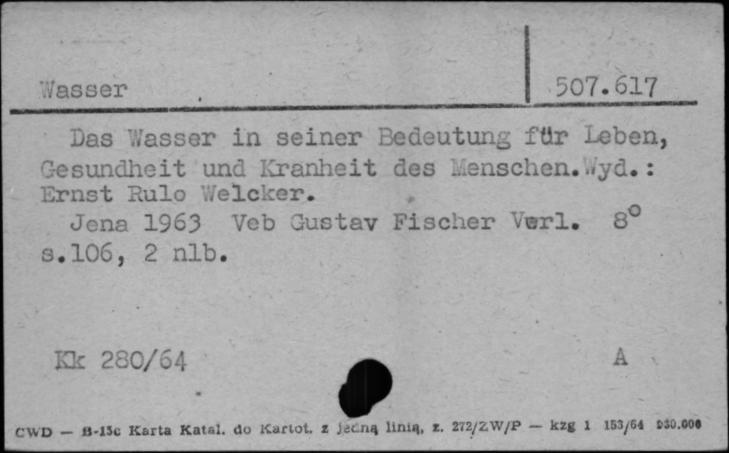 Wasser 507.617
Das Wasser in seiner Bedeutung für Leben,
Gesundheit und Kranheit des Menschen.Wyd.:
Ernst Rulo Welcker.
Jena 1963 Veb Gustav Fischer Verl. 8°
s.106, 2 nlb.
Kk 280/64 A
CWD — B-15c Karta Katal. do Kartot. z jedną linią, z. 272/ZW/P — kzg 1 153/64